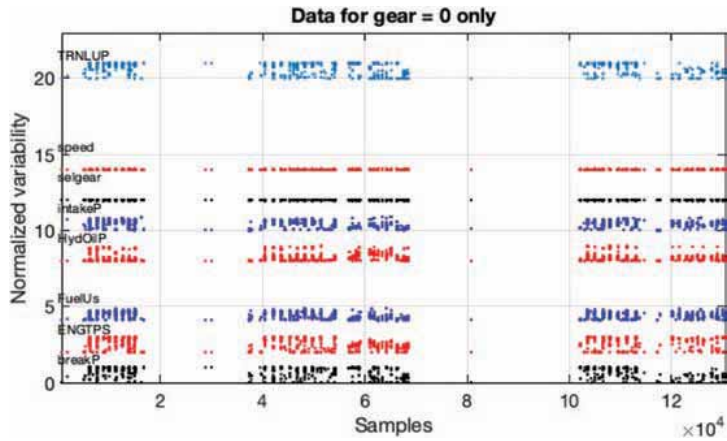 Data for gear = 0 only
TRNLUP
20
speed
15
selgear
intakeP
10
HydOilP
FuelUs
5
ENGTPS
breakP
0
Normalized variability
2 4 6 8 10 12
Samples
×10⁴